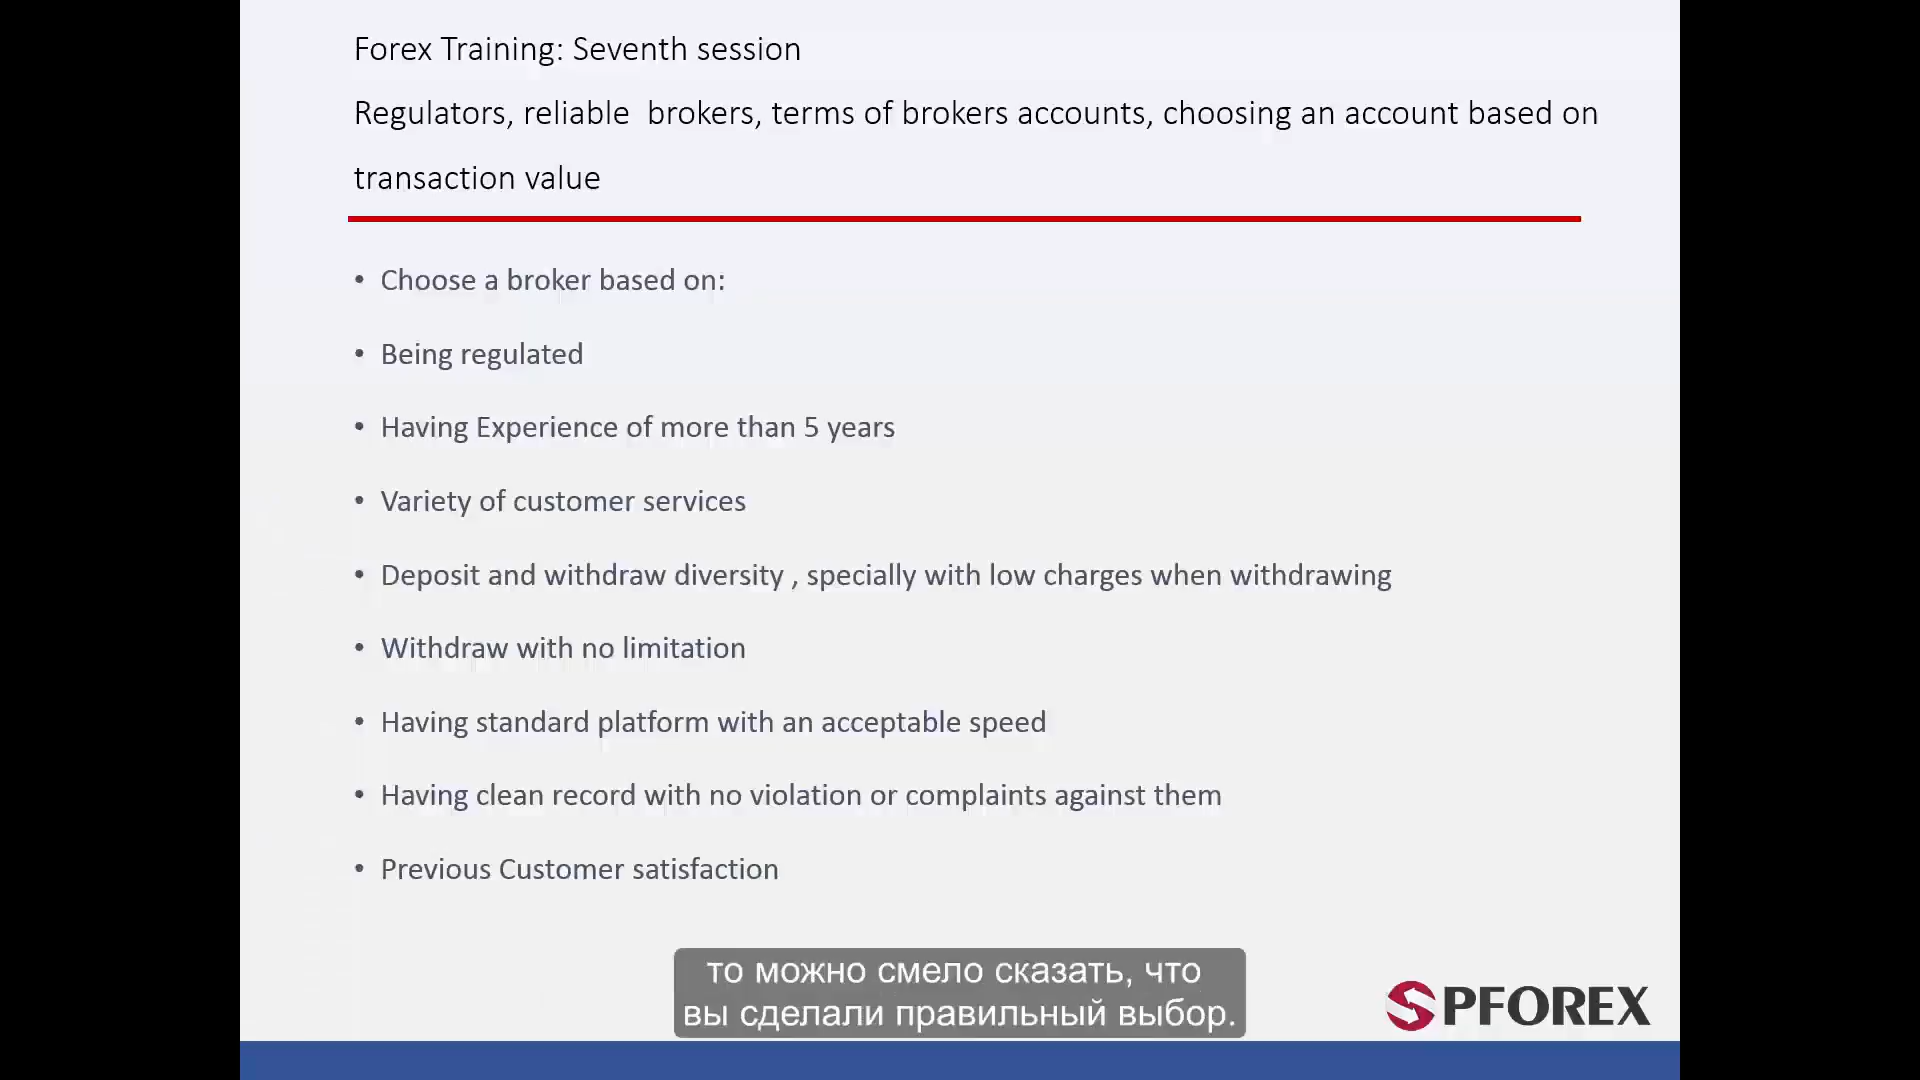 Forex Training: Seventh session
Regulators, reliable brokers, terms of brokers accounts, choosing an account based on
transaction value
• Choose a broker based on:
• Being regulated
• Having Experience of more than 5 years
• Variety of customer services
• Deposit and withdraw diversity , specially with low charges when withdrawing
• Withdraw with no limitation
• Having standard platform with an acceptable speed
• Having clean record with no violation or complaints against them
• Previous Customer satisfaction
то можно смело сказать, что
вы сделали правильный выбор.
SPFOREX